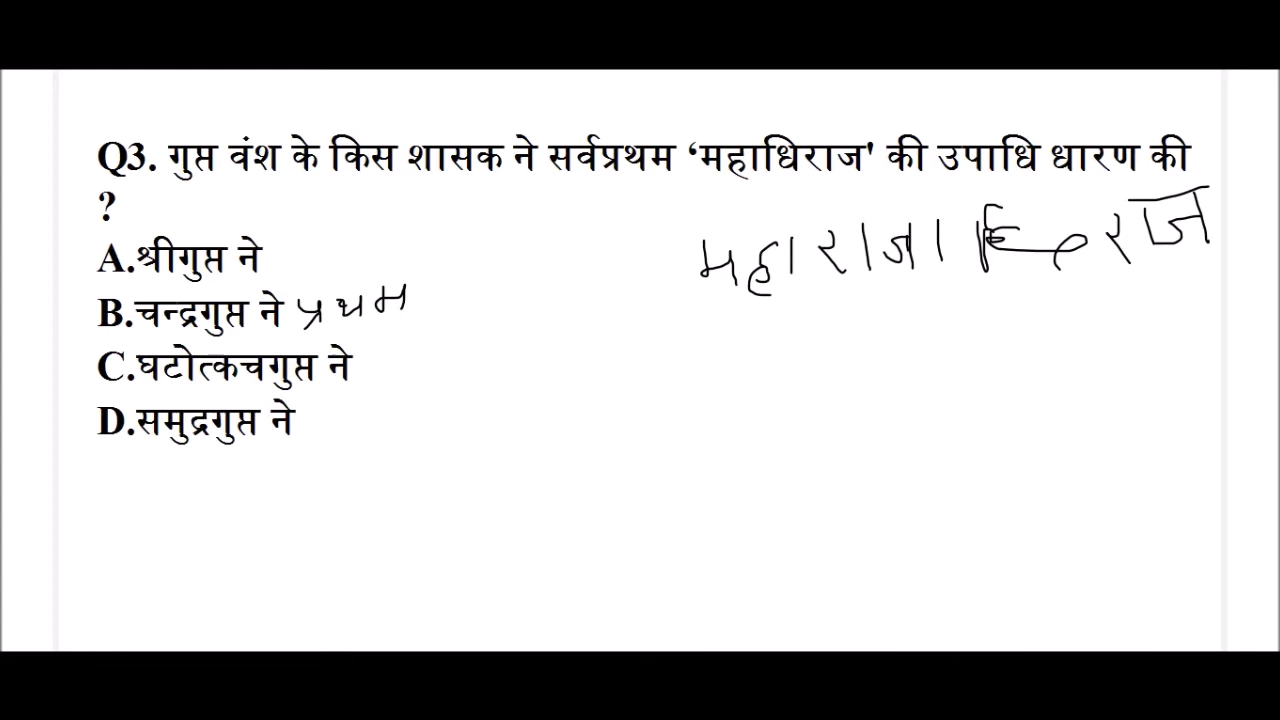 Q3. गुप्त वंश के किस शासक ने सर्वप्रथम ‘महाधिराज' की उपाधि धारण की
?
महाराजाधिराज
A.श्रीगुप्त ने
B.चन्द्रगुप्त ने प्रथम
C.घटोत्कचगुप्त ने
D.समुद्रगुप्त ने